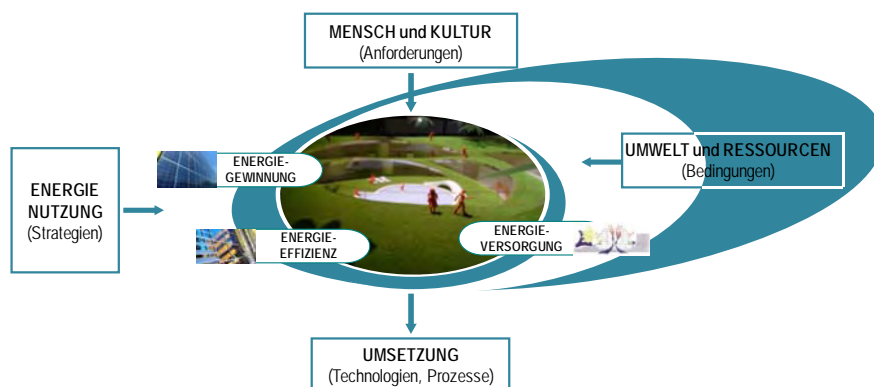 MENSCH und KULTUR
(Anforderungen)
ENERGIE-
GEWINNUNG
UMWELT und RESSOURCEN
(Bedingungen)
ENERGIE
NUTZUNG
(Strategien)
ENERGIE-
EFFIZIENZ
ENERGIE-
VERSORGUNG
UMSETZUNG
(Technologien, Prozesse)